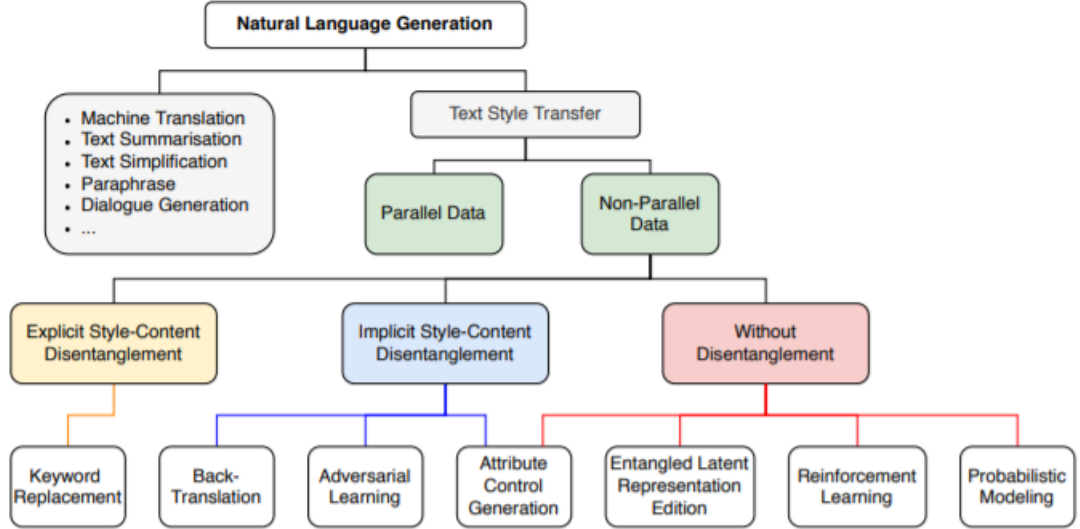 Natural Language Generation
• Machine Translation
• Text Summarisation
• Text Simplification
• Paraphrase
• Dialogue Generation
• ...
Text Style Transfer
Parallel Data
Non-Parallel
Data
Explicit Style-Content
Disentanglement
Implicit Style-Content
Disentanglement
Without
Disentanglement
Keyword
Replacement
Back-
Translation
Adversarial
Learning
Attribute
Control
Generation
Entangled Latent
Representation
Edition
Reinforcement
Learning
Probabilistic
Modeling